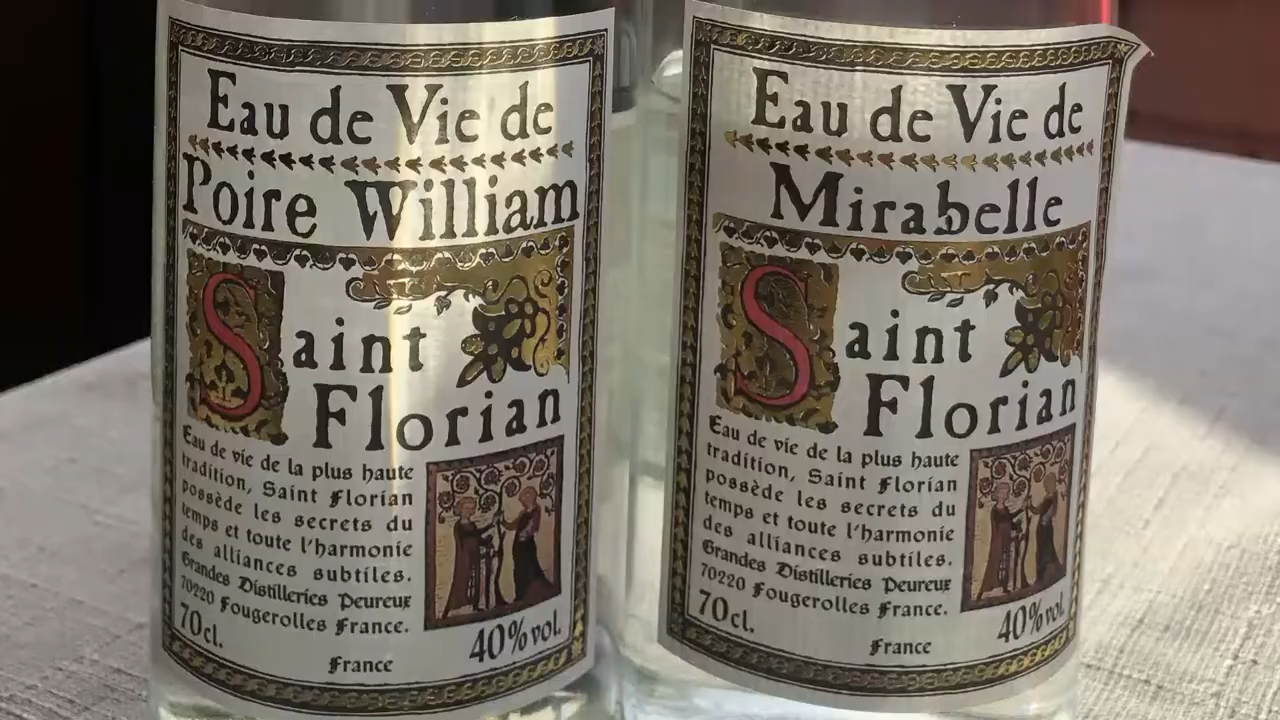 Eau de Vie de
Poire William
Saint
Florian
Eau de vie de la plus haute
tradition, Saint Florian
possède les secrets du
temps et toute l'harmonie
des alliances subtiles.
Grandes Distilleries Peureux
70220 Fougerolles France.
70cl.
40% vol.
France
Eau de Vie de
Mirabelle
Saint
Florian
Eau de vie de la plus haute
tradition, Saint Florian
possède les secrets du
temps et toute l'harmonie
des alliances subtiles.
Grandes Distilleries Peureux
70220 Fougerolles France.
70cl.
40% vol.
France